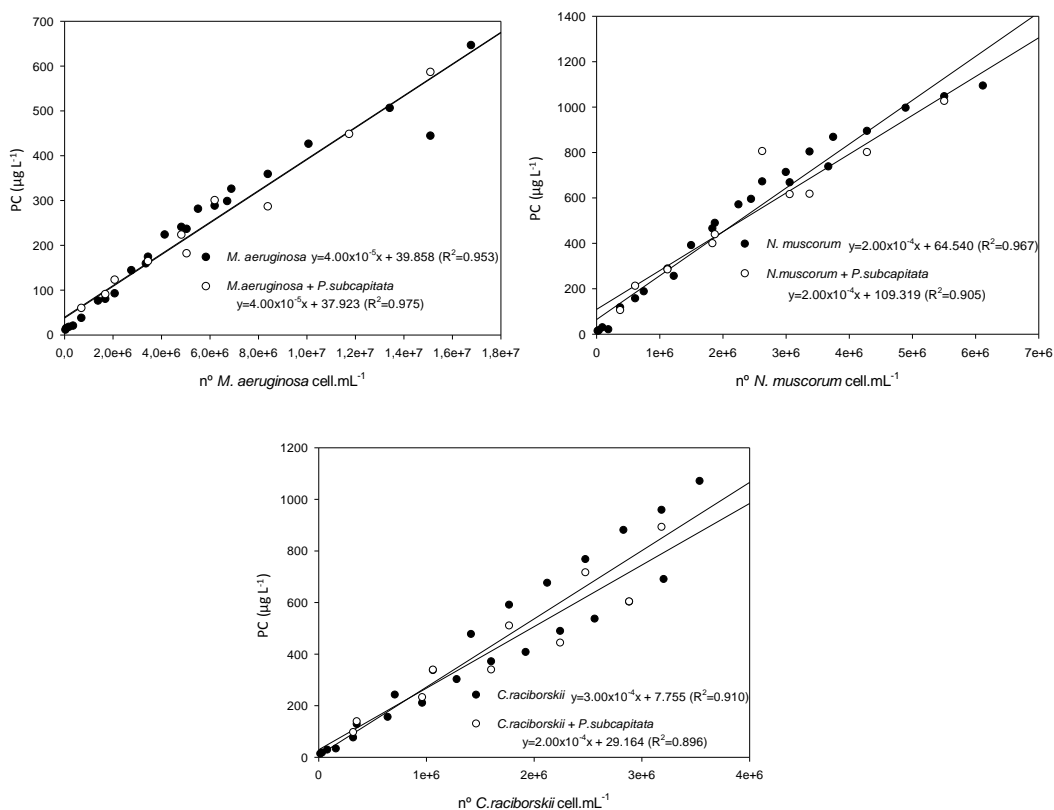 700
600
500
400
300
200
100
0
PC (µg L-1)
M. aeruginosa y=4.00x10-5x + 39.858 (R2=0.953)
M.aeruginosa + P.subcapitata
y=4.00x10-5x + 37.923 (R2=0.975)
0,0 2,0e+6 4,0e+6 6,0e+6 8,0e+6 1,0e+7 1,2e+7 1,4e+7 1,6e+7 1,8e+7
nº M. aeruginosa cell.mL-1
1400
1200
1000
800
600
400
200
0
PC (µg L-1)
N. muscorum y=2.00x10-4x + 64.540 (R2=0.967)
N.muscorum + P.subcapitata
y=2.00x10-4x + 109.319 (R2=0.905)
0 1e+6 2e+6 3e+6 4e+6 5e+6 6e+6 7e+6
nº N. muscorum cell.mL-1
1200
1000
800
600
400
200
0
PC (µg L-1)
C.raciborskii y=3.00x10-4x + 7.755 (R2=0.910)
C.raciborskii + P.subcapitata
y=2.00x10-4x + 29.164 (R2=0.896)
0 1e+6 2e+6 3e+6 4e+6
nº C.raciborskii cell.mL-1